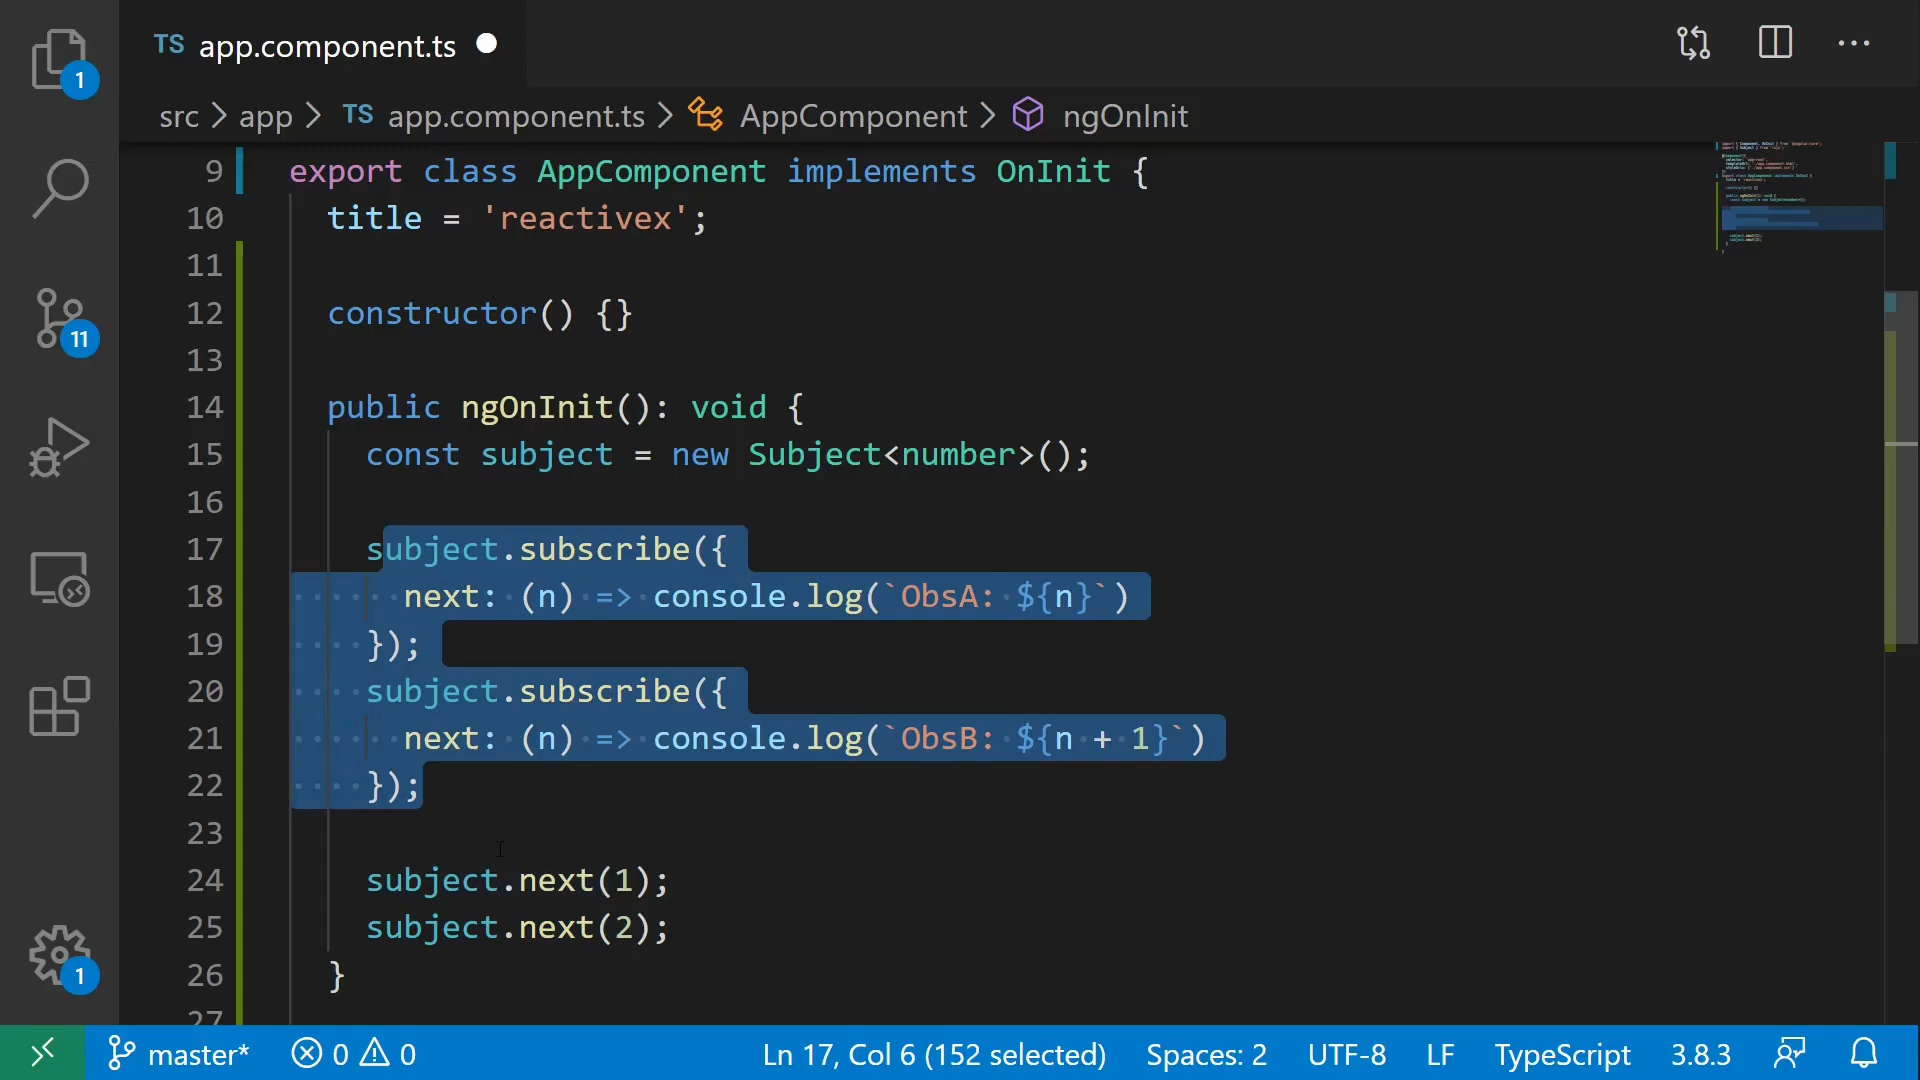 1
TS app.component.ts
src > app > TS app.component.ts > AppComponent > ngOnInit
9 export class AppComponent implements OnInit {
10 title = 'reactivex';
11
12 constructor() {}
13
14 public ngOnInit(): void {
15 const subject = new Subject<number>();
16
17 subject.subscribe({
18 next: (n) => console.log(`ObsA: ${n}`)
19 });
20 subject.subscribe({
21 next: (n) => console.log(`ObsB: ${n + 1}`)
22 });
23
24 subject.next(1);
25 subject.next(2);
26 }
27
11
1
master* 0 0 Ln 17, Col 6 (152 selected) Spaces: 2 UTF-8 LF TypeScript 3.8.3